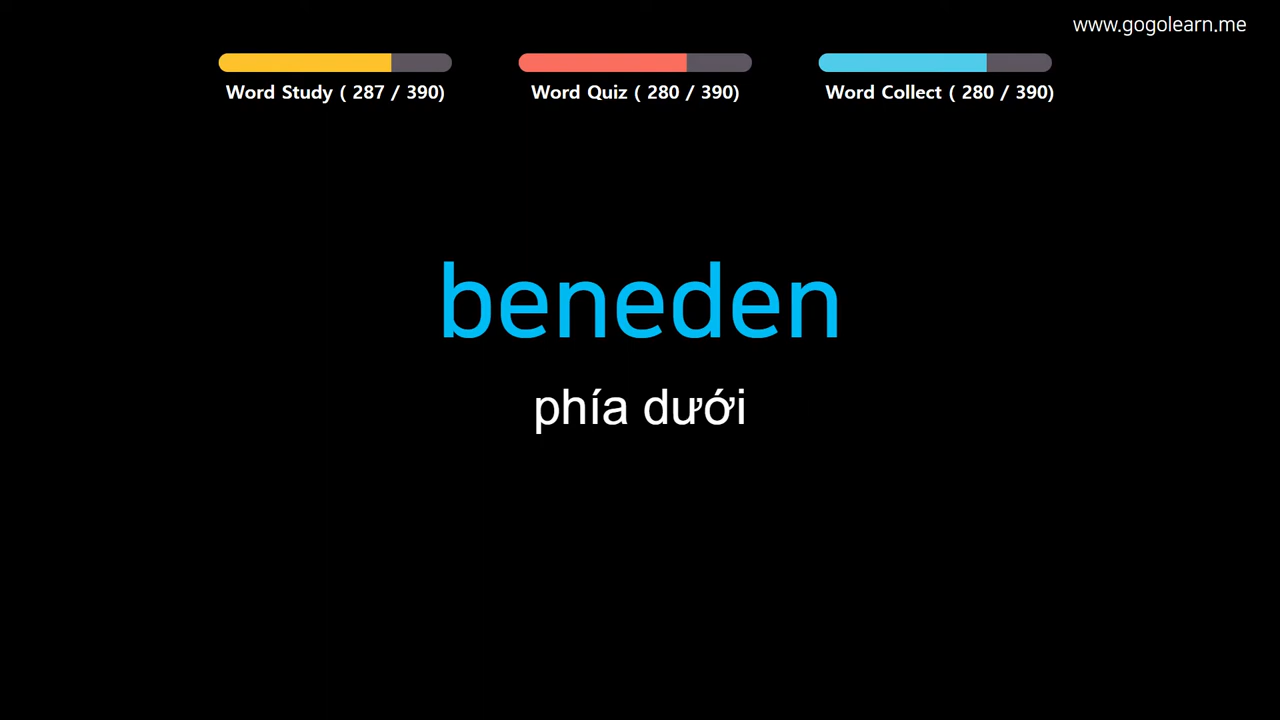 www.gogolearn.me
Word Study ( 287 / 390)
Word Quiz ( 280 / 390)
Word Collect ( 280 / 390)
beneden
phía dưới